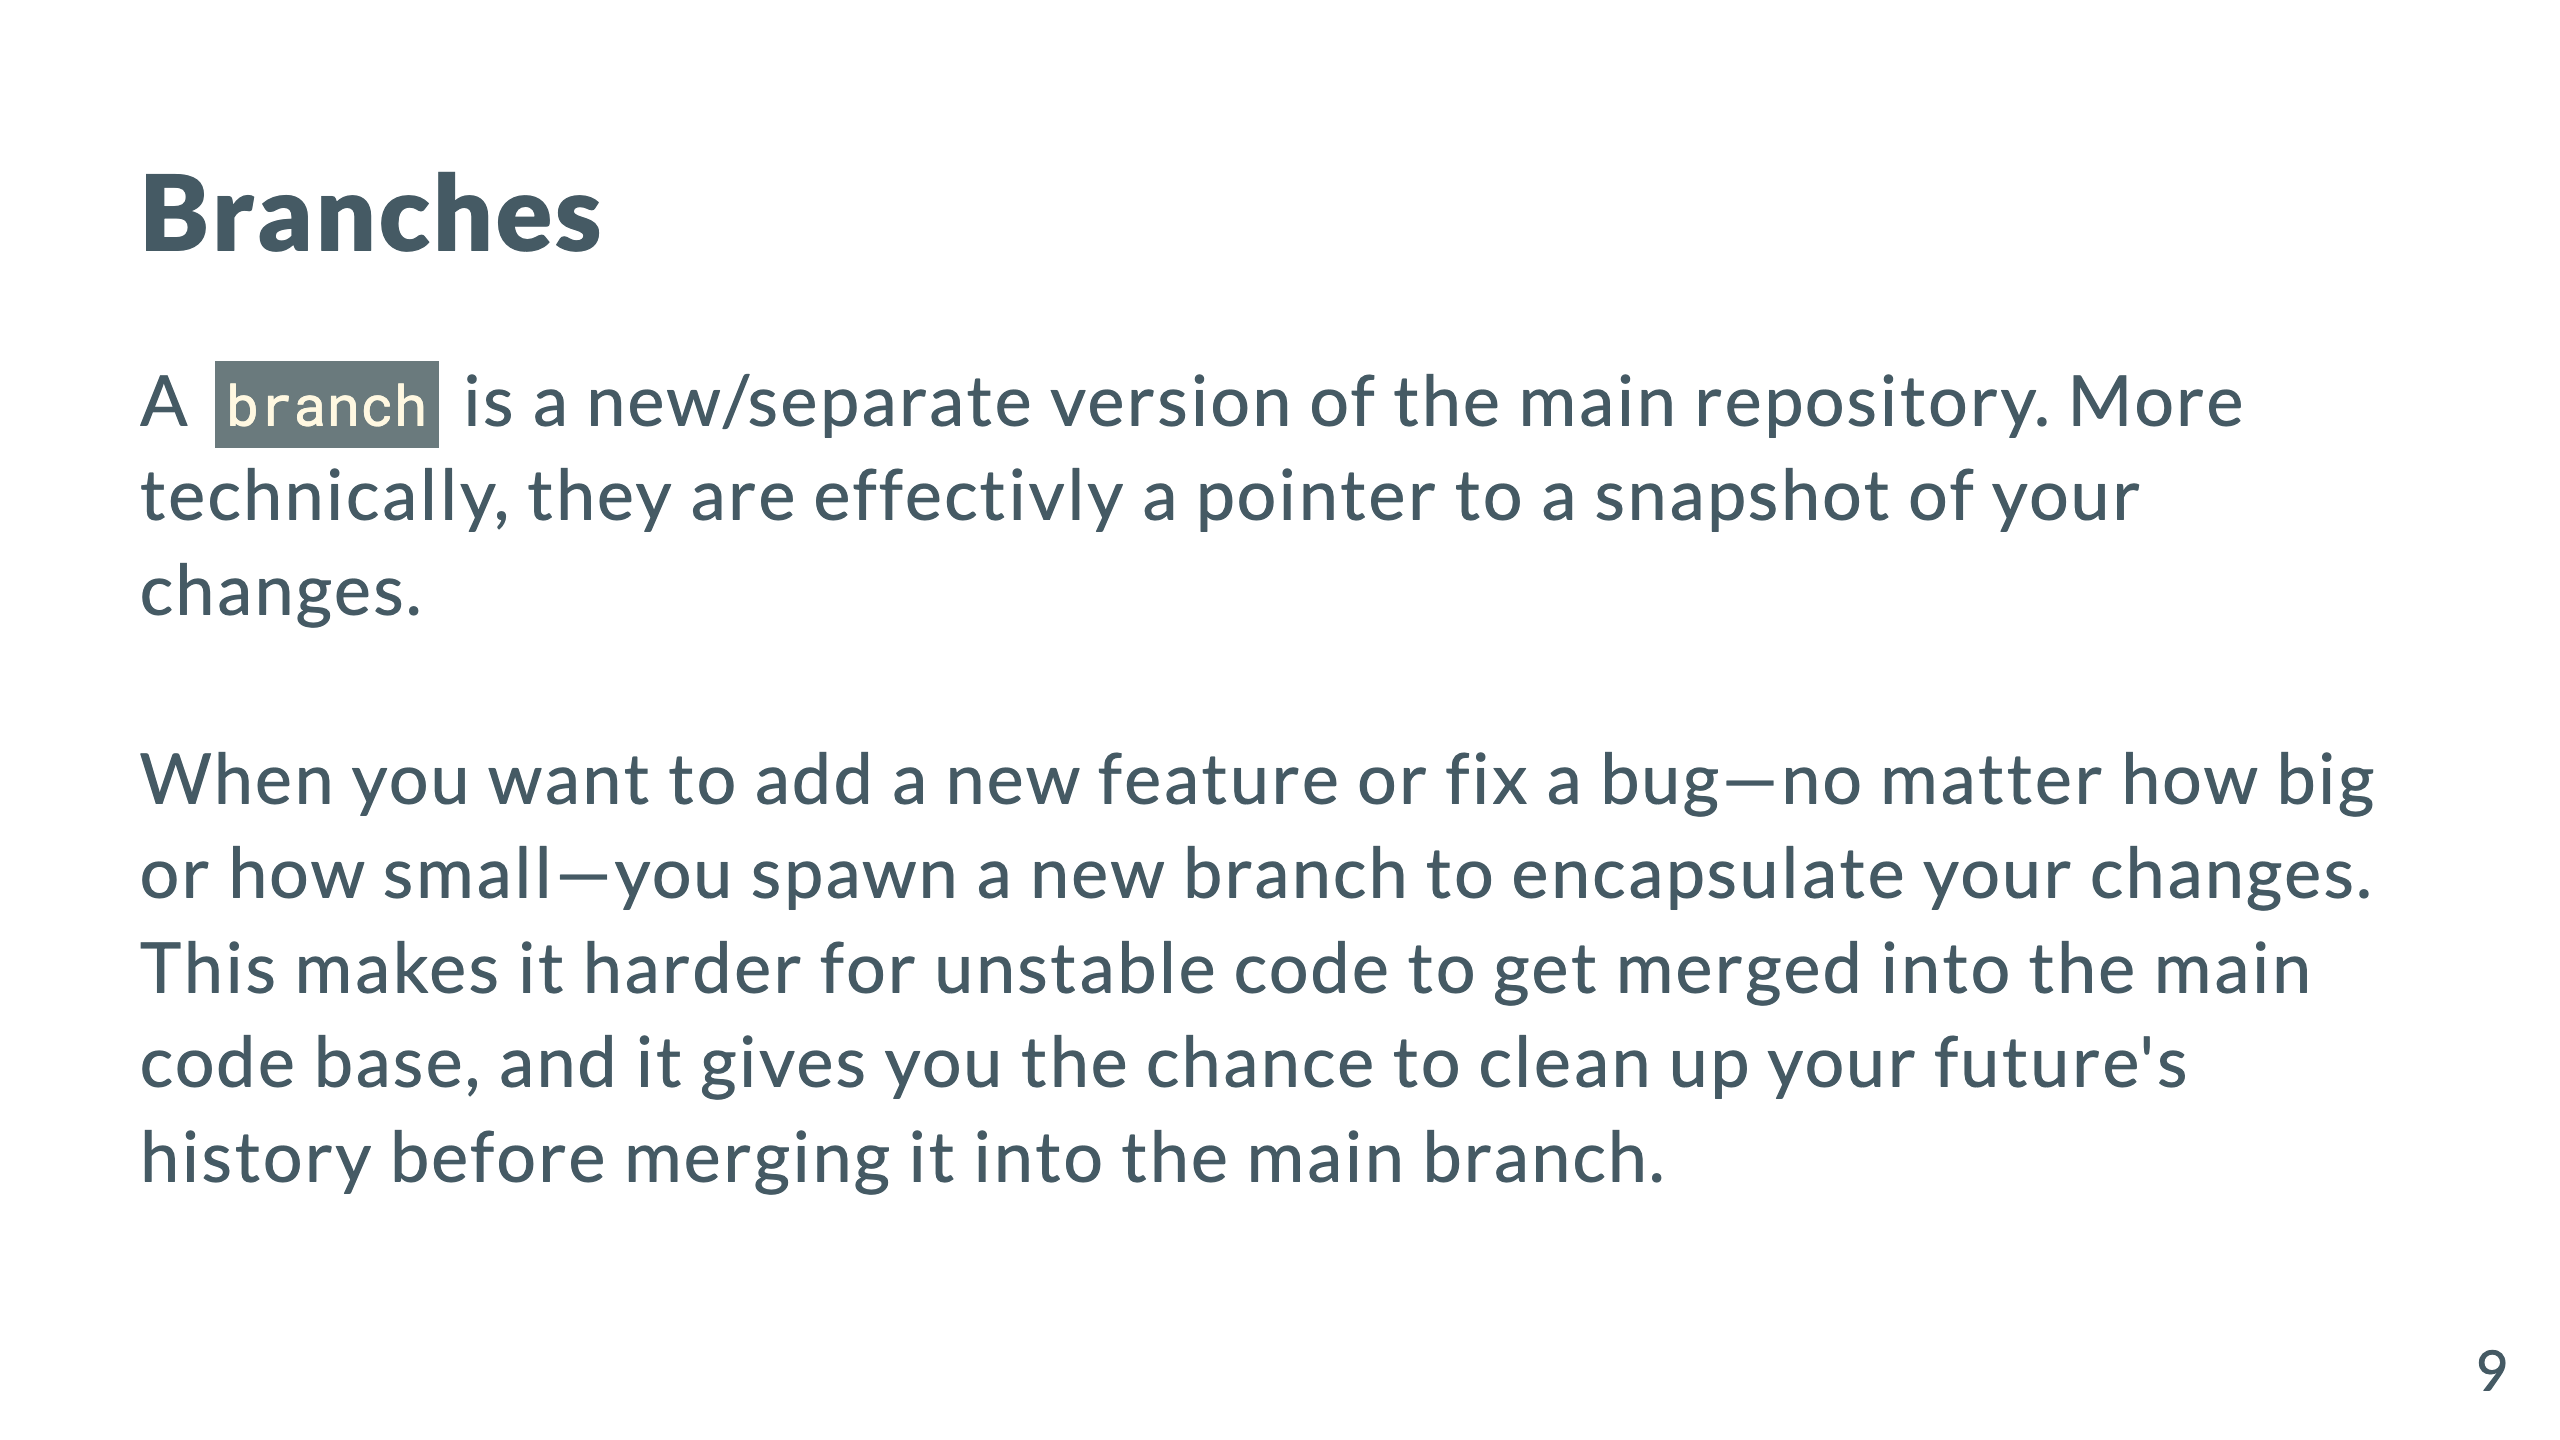 Branches
A branch is a new/separate version of the main repository. More
technically, they are effectivly a pointer to a snapshot of your
changes.
When you want to add a new feature or fix a bug—no matter how big
or how small—you spawn a new branch to encapsulate your changes.
This makes it harder for unstable code to get merged into the main
code base, and it gives you the chance to clean up your future's
history before merging it into the main branch.
9